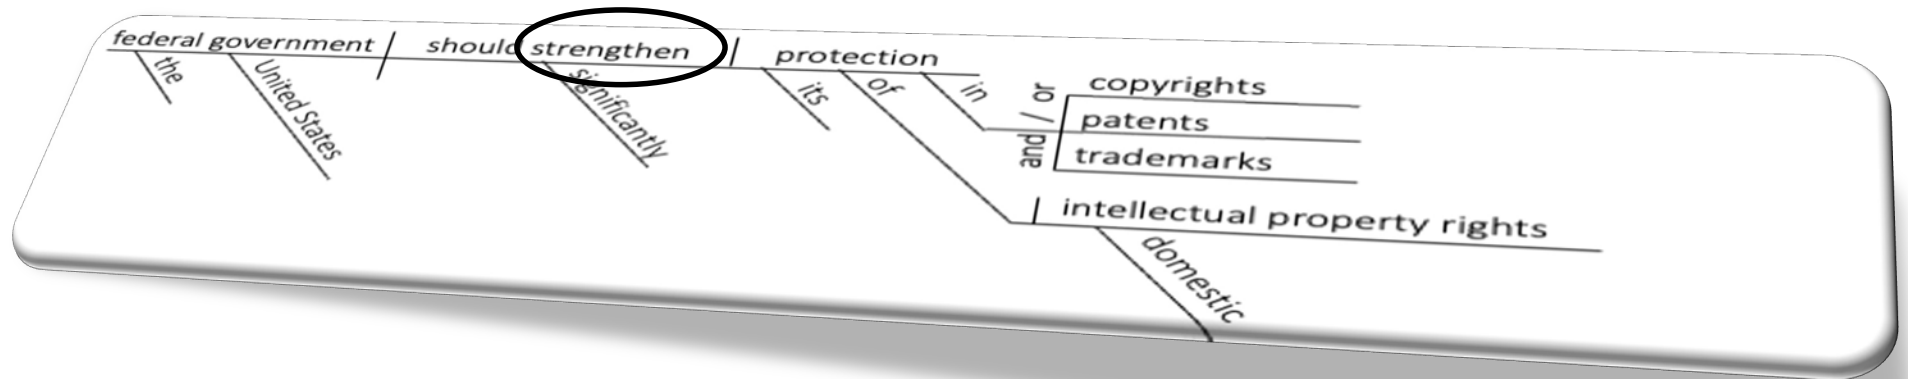 federal government should strengthen protection
the United States significantly its of in
and / or
copyrights
patents
trademarks
intellectual property rights
domestic